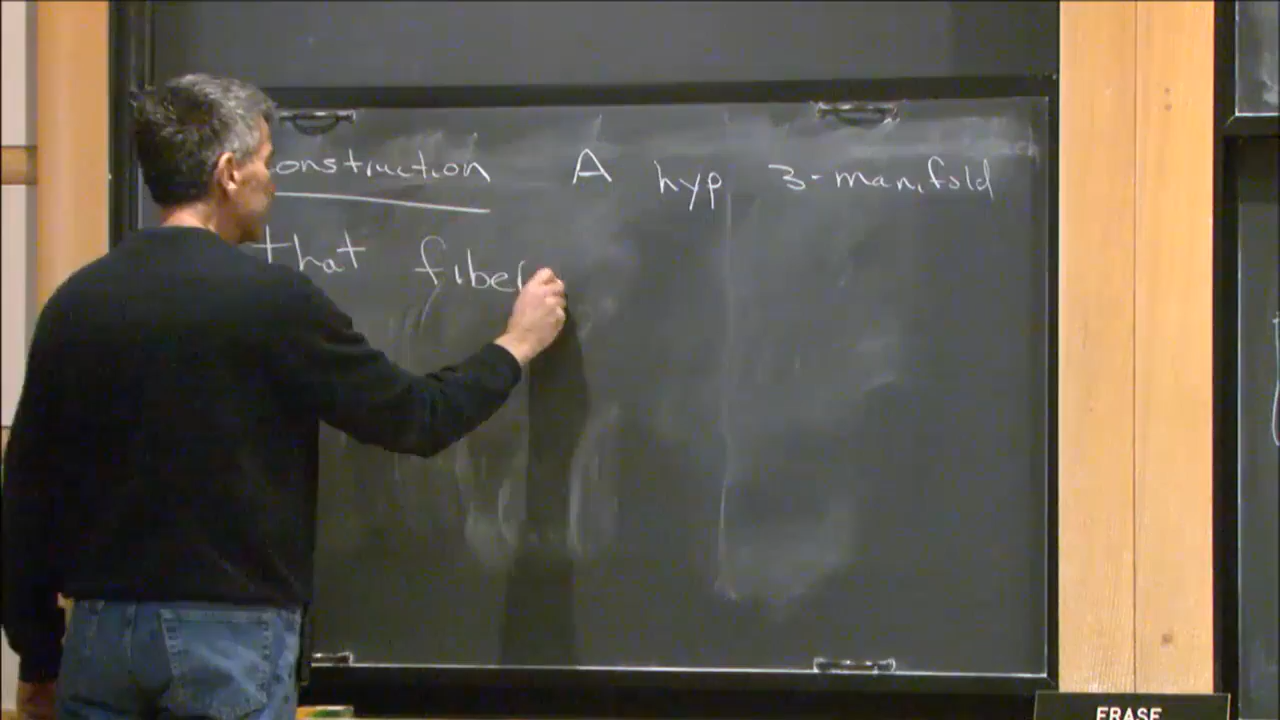 onstruction A hyp 3-manifold
that fiber
ERASE